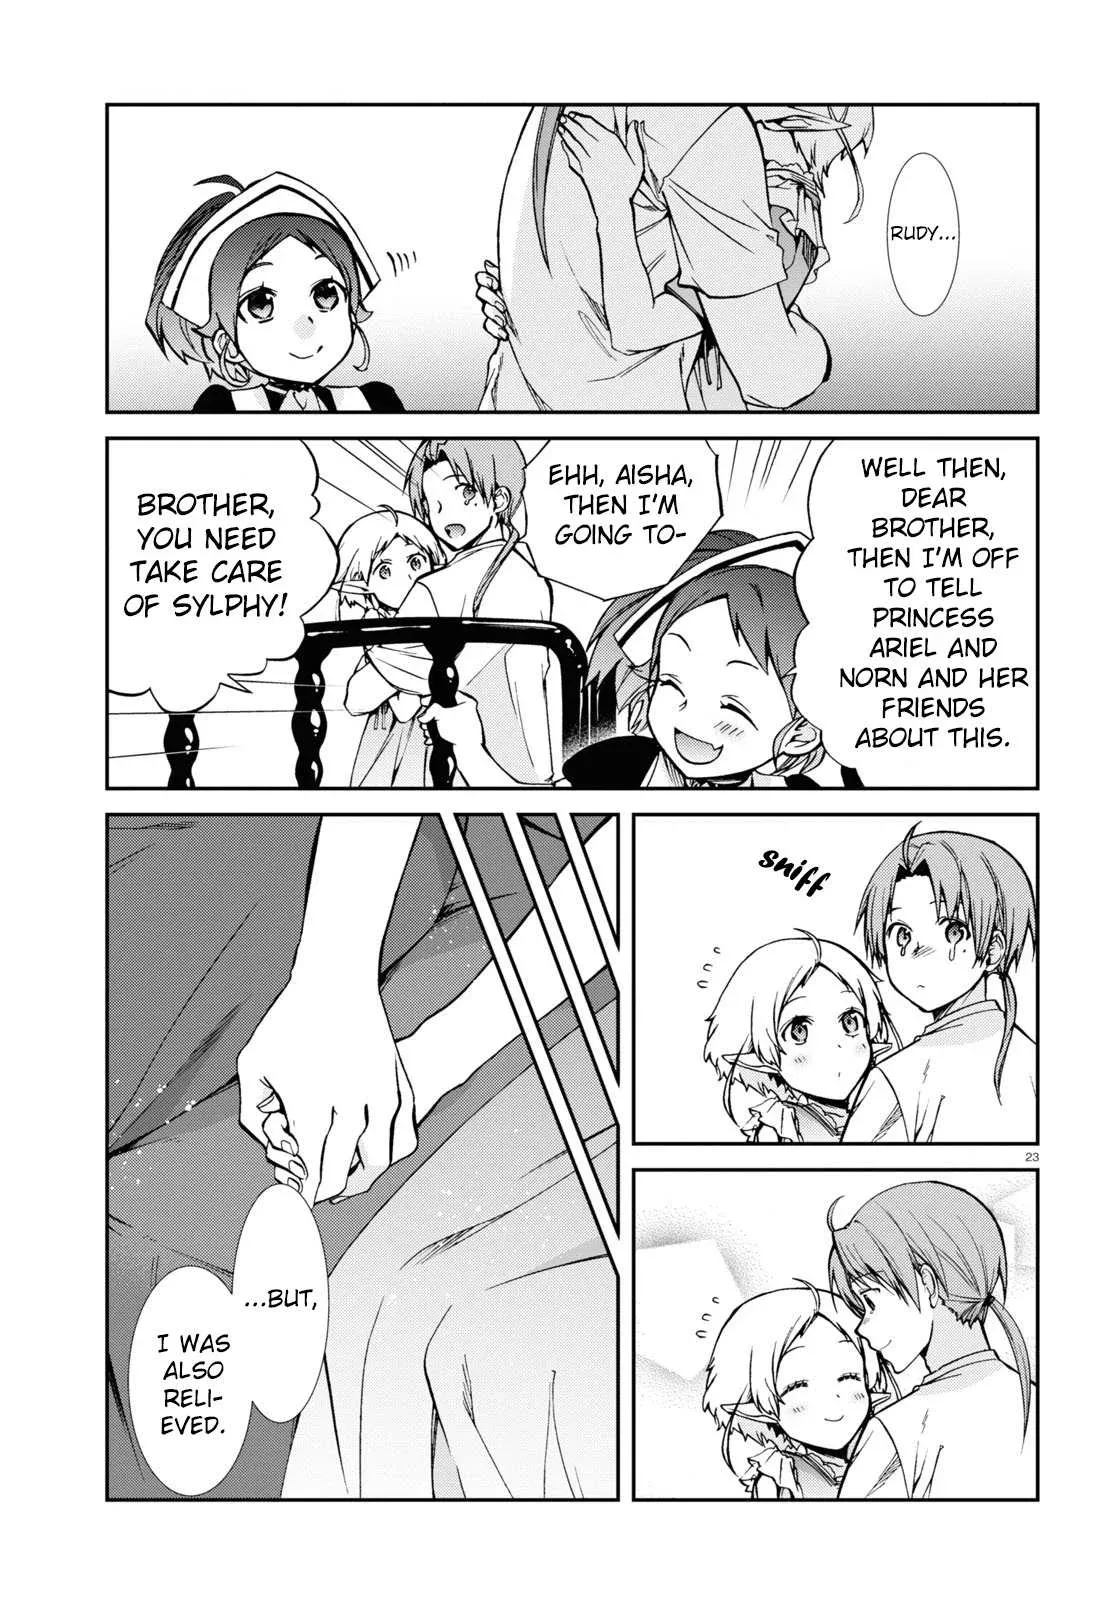 RUDY...
WELL THEN,
DEAR
BROTHER,
THEN I'M OFF
TO TELL
PRINCESS
ARIEL AND
NORN AND HER
FRIENDS
ABOUT THIS.
EHH, AISHA,
THEN I'M
GOING TO-
BROTHER,
YOU NEED
TAKE CARE
OF SYLPHY!
sniff
23
...BUT,
I WAS
ALSO
RELI-
EVED.